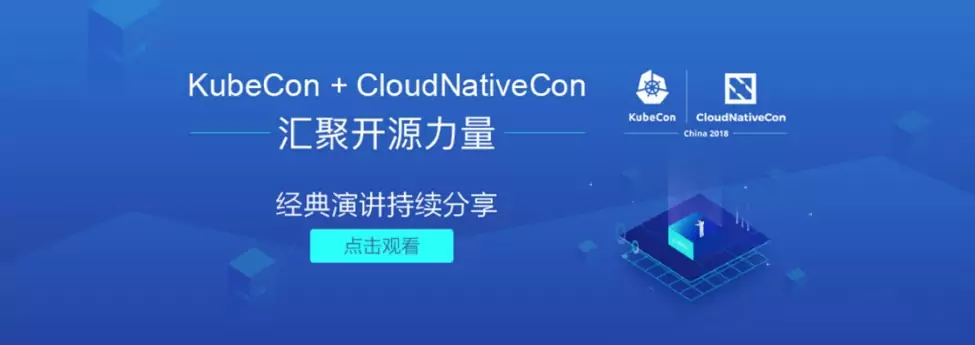 KubeCon + CloudNativeCon
汇聚开源力量
经典演讲持续分享
点击观看
KubeCon
CloudNativeCon
China 2018